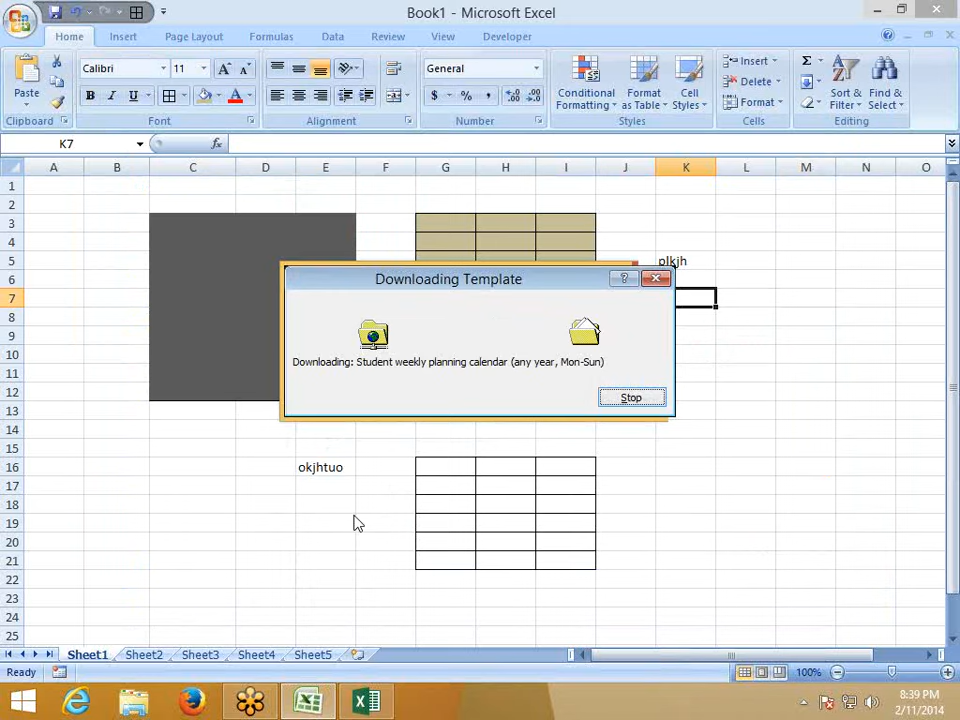 Book1 - Microsoft Excel
Home Insert Page Layout Formulas Data Review View Developer
Paste
Calibri 11
B I U
General
$ % ,
Conditional Formatting
Format as Table
Cell Styles
Insert
Delete
Format
Sort & Filter
Find & Select
Clipboard Font Alignment Number Styles Cells Editing
K7 fx
A B C D E F G H I J K L M N O
1
2
3
4
5 plkjh
6
7
8
9
10
11
12
13
14
15
16 okjhtuo
17
18
19
20
21
22
23
24
25
Downloading Template
Downloading: Student weekly planning calendar (any year, Mon-Sun)
Stop
Sheet1 Sheet2 Sheet3 Sheet4 Sheet5
Ready 100%
8:39 PM
2/11/2014